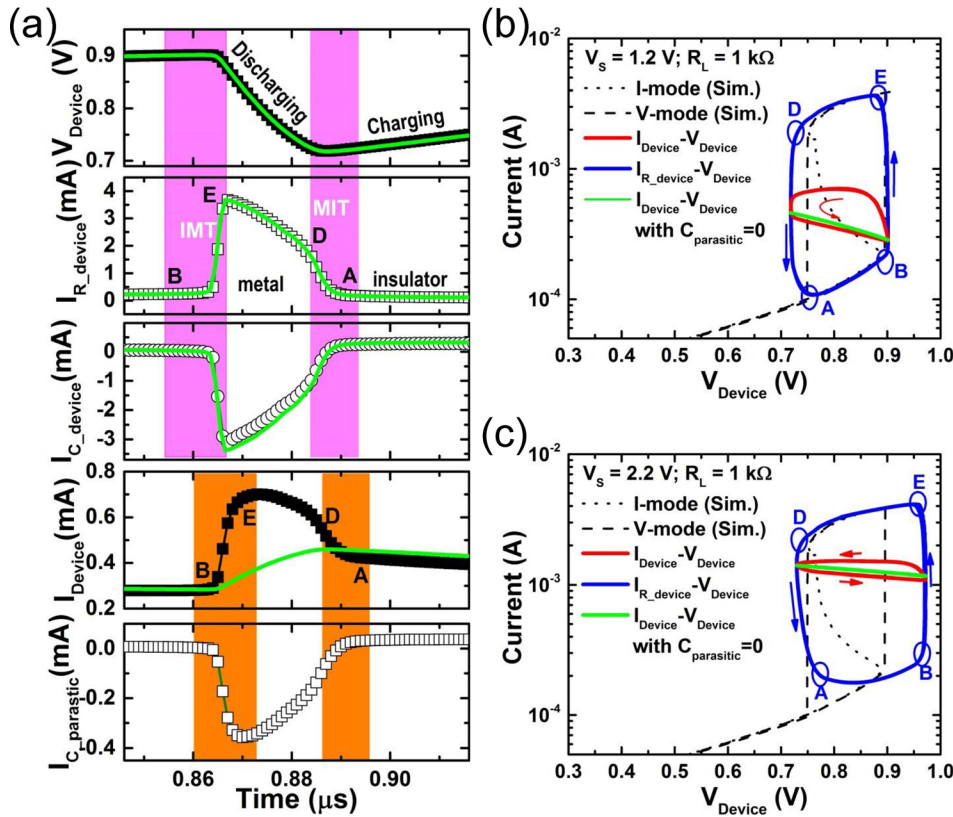 (a)
V_Device (V)
0.9
0.8
0.7
Discharging
Charging
I_R_device(mA)
4
3
2
1
0
E
IMT
B
metal
MIT
D
A
insulator
I_C_device(mA)
0
-1
-2
-3
I_Device(mA)
0.8
0.6
0.4
0.2
B
E
D
A
I_C_parastic(mA)
0.0
-0.2
-0.4
0.86 0.88 0.90
Time (μs)
(b)
Current (A)
10⁻²
10⁻³
10⁻⁴
V_S = 1.2 V; R_L = 1 kΩ
I-mode (Sim.)
V-mode (Sim.)
I_Device-V_Device
I_R_device-V_Device
I_Device-V_Device
with C_parasitic=0
E
D
B
A
0.3 0.4 0.5 0.6 0.7 0.8 0.9 1.0
V_Device (V)
(c)
Current (A)
10⁻²
10⁻³
10⁻⁴
V_S = 2.2 V; R_L = 1 kΩ
I-mode (Sim.)
V-mode (Sim.)
I_Device-V_Device
I_R_device-V_Device
I_Device-V_Device
with C_parasitic=0
E
D
B
A
0.3 0.4 0.5 0.6 0.7 0.8 0.9 1.0
V_Device (V)